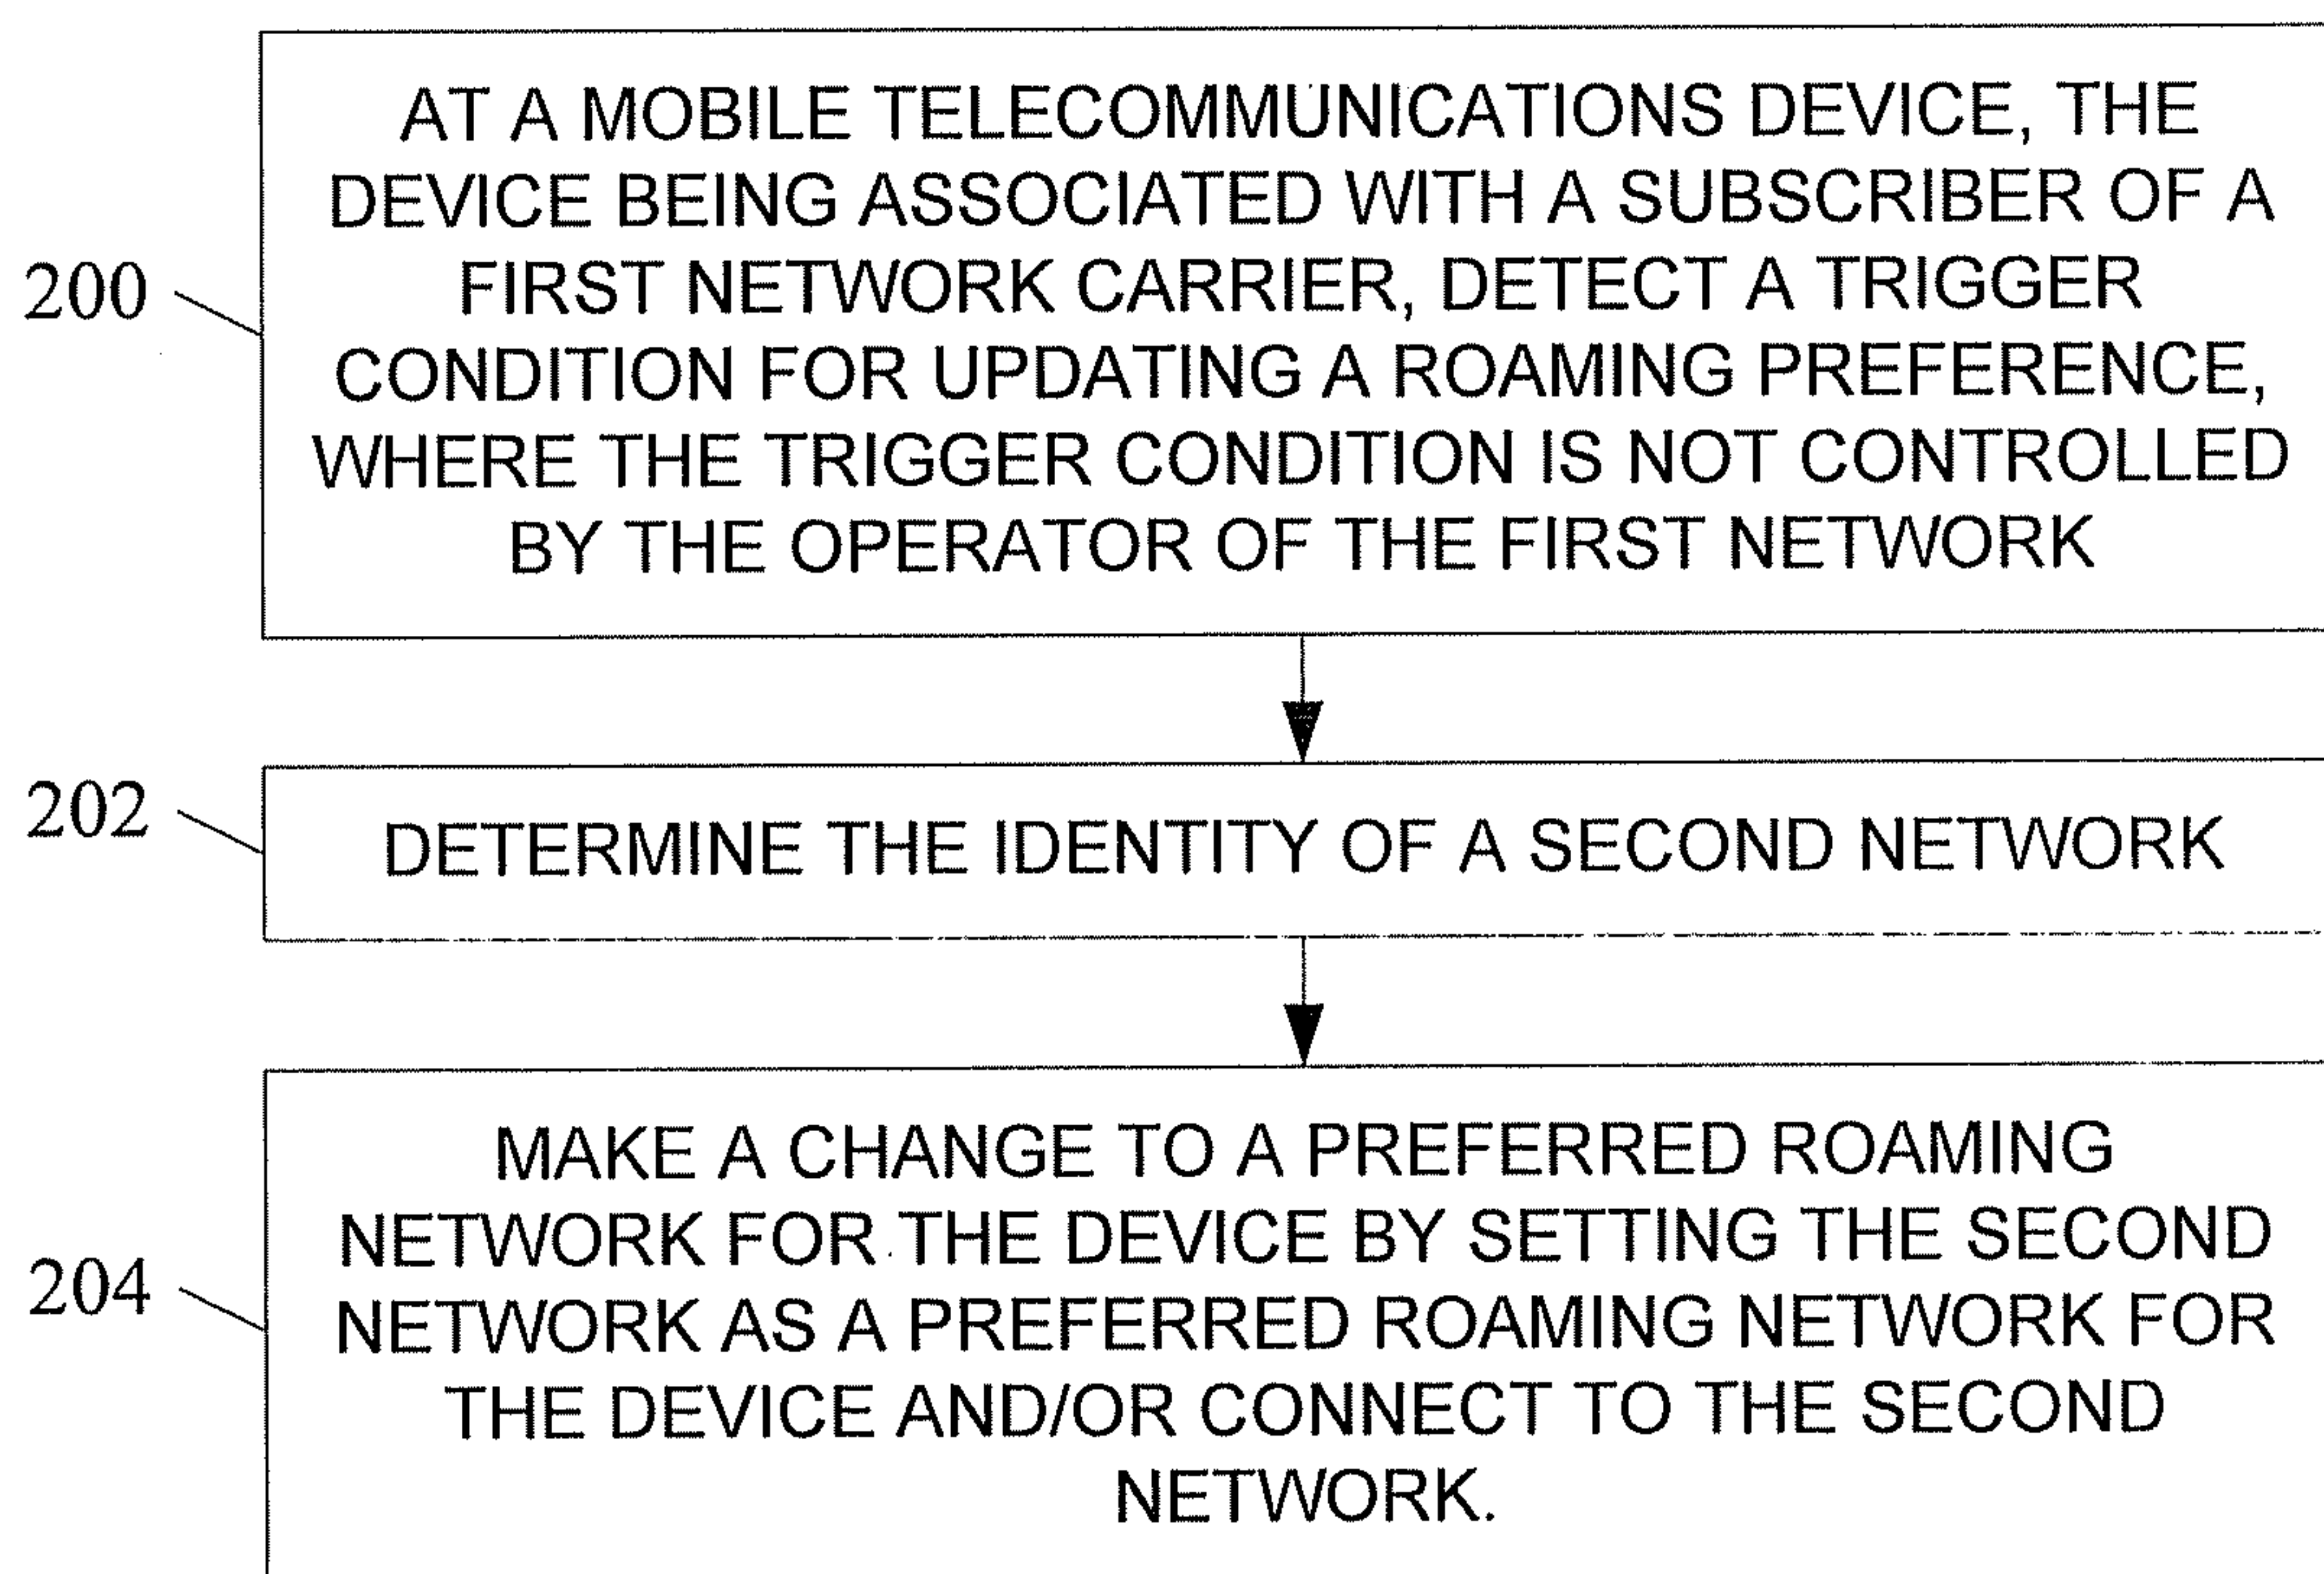 AT A MOBILE TELECOMMUNICATIONS DEVICE, THE
DEVICE BEING ASSOCIATED WITH A SUBSCRIBER OF A
200
FIRST NETWORK CARRIER, DETECT A TRIGGER
CONDITION FOR UPDATING A ROAMING PREFERENCE,
WHERE THE TRIGGER CONDITION IS NOT CONTROLLED
BY THE OPERATOR OF THE FIRST NETWORK
202
DETERMINE THE IDENTITY OF A SECOND NETWORK
MAKE A CHANGE TO A PREFERRED ROAMING
NETWORK FOR THE DEVICE BY SETTING THE SECOND
204
NETWORK AS A PREFERRED ROAMING NETWORK FOR
THE DEVICE AND/OR CONNECT TO THE SECOND
NETWORK.